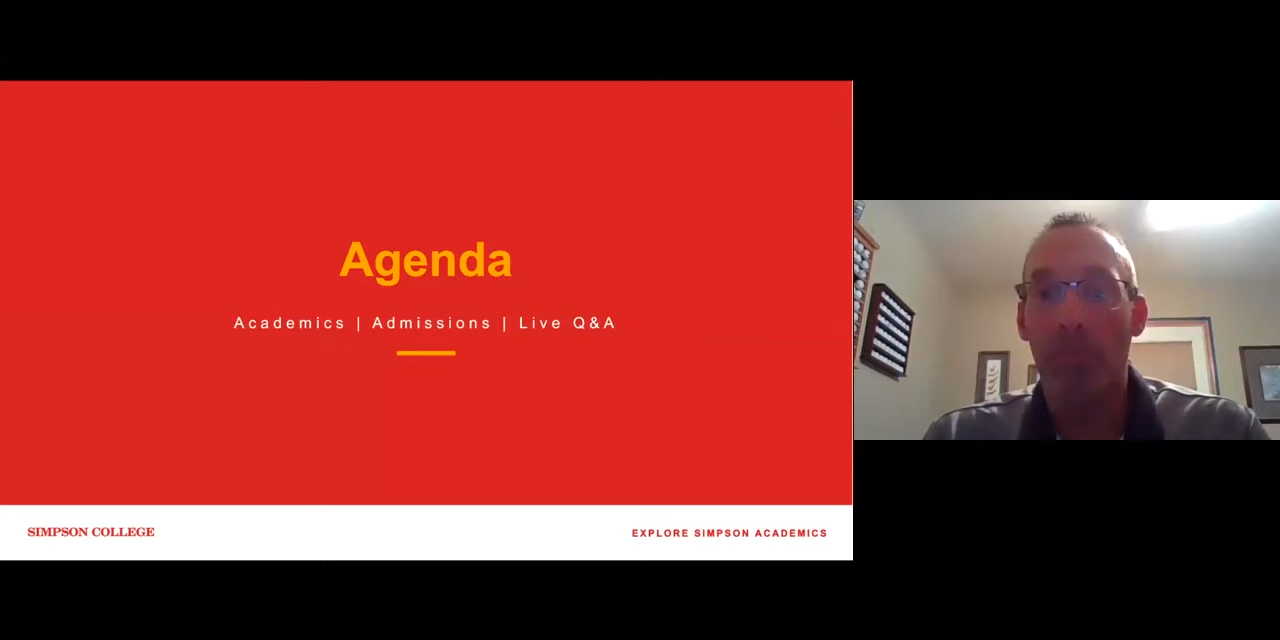 Agenda
Academics | Admissions | Live Q&A
SIMPSON COLLEGE
EXPLORE SIMPSON ACADEMICS